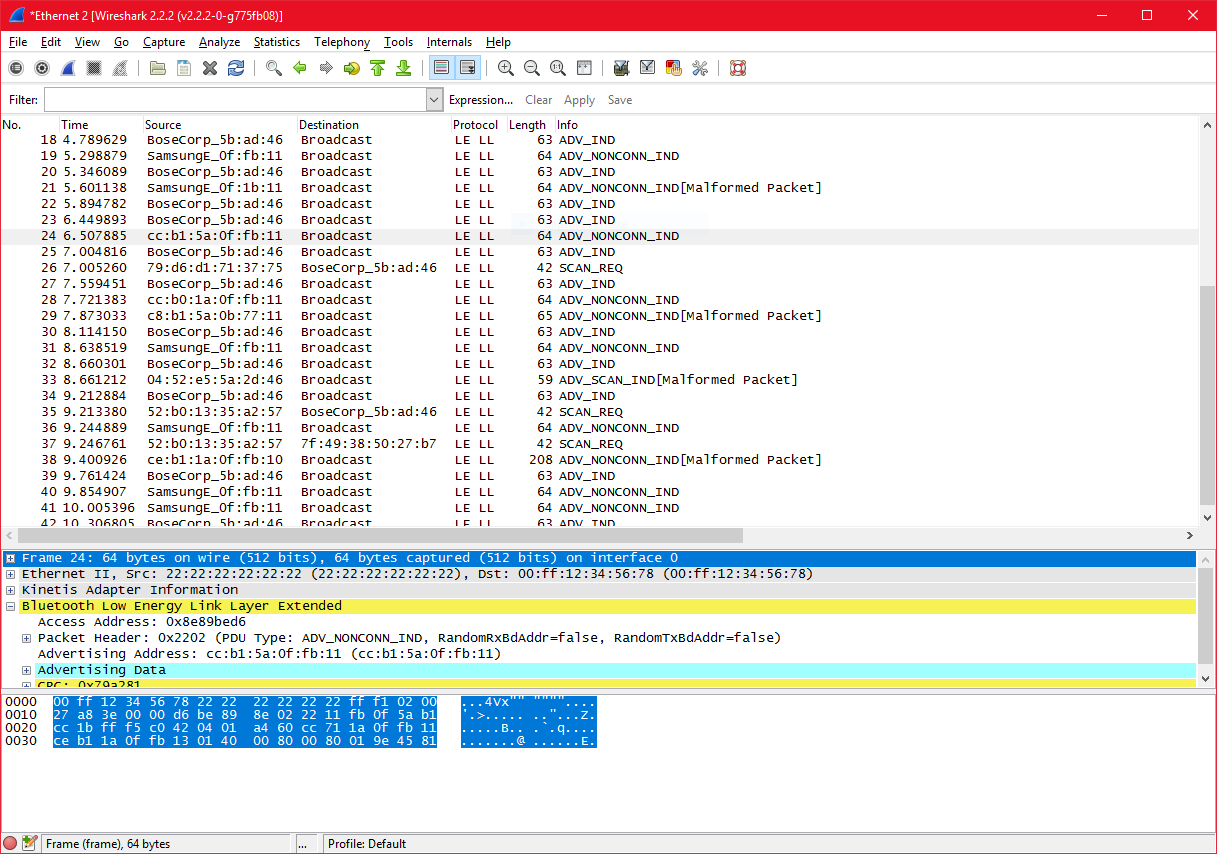 *Ethernet 2 [Wireshark 2.2.2 (v2.2.2-0-g775fb08)]
File Edit View Go Capture Analyze Statistics Telephony Tools Internals Help
Filter: Expression... Clear Apply Save
No. Time Source Destination Protocol Length Info
18 4.789629 BoseCorp_5b:ad:46 Broadcast LE LL 63 ADV_IND
19 5.298879 SamsungE_0f:fb:11 Broadcast LE LL 64 ADV_NONCONN_IND
20 5.346089 BoseCorp_5b:ad:46 Broadcast LE LL 63 ADV_IND
21 5.601138 SamsungE_0f:1b:11 Broadcast LE LL 64 ADV_NONCONN_IND[Malformed Packet]
22 5.894782 BoseCorp_5b:ad:46 Broadcast LE LL 63 ADV_IND
23 6.449893 BoseCorp_5b:ad:46 Broadcast LE LL 63 ADV_IND
24 6.507885 cc:b1:5a:0f:fb:11 Broadcast LE LL 64 ADV_NONCONN_IND
25 7.004816 BoseCorp_5b:ad:46 Broadcast LE LL 63 ADV_IND
26 7.005260 79:d6:d1:71:37:75 BoseCorp_5b:ad:46 LE LL 42 SCAN_REQ
27 7.559451 BoseCorp_5b:ad:46 Broadcast LE LL 63 ADV_IND
28 7.721383 cc:b0:1a:0f:fb:11 Broadcast LE LL 64 ADV_NONCONN_IND
29 7.873033 c8:b1:5a:0b:77:11 Broadcast LE LL 65 ADV_NONCONN_IND[Malformed Packet]
30 8.114150 BoseCorp_5b:ad:46 Broadcast LE LL 63 ADV_IND
31 8.638519 SamsungE_0f:fb:11 Broadcast LE LL 64 ADV_NONCONN_IND
32 8.660301 BoseCorp_5b:ad:46 Broadcast LE LL 63 ADV_IND
33 8.661212 04:52:e5:5a:2d:46 Broadcast LE LL 59 ADV_SCAN_IND[Malformed Packet]
34 9.212884 BoseCorp_5b:ad:46 Broadcast LE LL 63 ADV_IND
35 9.213380 52:b0:13:35:a2:57 BoseCorp_5b:ad:46 LE LL 42 SCAN_REQ
36 9.244889 SamsungE_0f:fb:11 Broadcast LE LL 64 ADV_NONCONN_IND
37 9.246761 52:b0:13:35:a2:57 7f:49:38:50:27:b7 LE LL 42 SCAN_REQ
38 9.400926 ce:b1:1a:0f:fb:10 Broadcast LE LL 208 ADV_NONCONN_IND[Malformed Packet]
39 9.761424 BoseCorp_5b:ad:46 Broadcast LE LL 63 ADV_IND
40 9.854907 SamsungE_0f:fb:11 Broadcast LE LL 64 ADV_NONCONN_IND
41 10.005396 SamsungE_0f:fb:11 Broadcast LE LL 64 ADV_NONCONN_IND
42 10.306805 BoseCorp_5b:ad:46 Broadcast LE LL 63 ADV_IND
Frame 24: 64 bytes on wire (512 bits), 64 bytes captured (512 bits) on interface 0
Ethernet II, Src: 22:22:22:22:22:22 (22:22:22:22:22:22), Dst: 00:ff:12:34:56:78 (00:ff:12:34:56:78)
Kinetis Adapter Information
Bluetooth Low Energy Link Layer Extended
Access Address: 0x8e89bed6
Packet Header: 0x2202 (PDU Type: ADV_NONCONN_IND, RandomRxBdAddr=false, RandomTxBdAddr=false)
Advertising Address: cc:b1:5a:0f:fb:11 (cc:b1:5a:0f:fb:11)
Advertising Data
CRC: 0x79a281
0000 00 ff 12 34 56 78 22 22 22 22 22 22 ff f1 02 00 ...4Vx"" """"....
0010 27 a8 3e 00 00 d6 be 89 8e 02 22 11 fb 0f 5a b1 '.>..... .."...Z.
0020 cc 1b ff f5 c0 42 04 01 a4 60 cc 71 1a 0f fb 11 .....B.. .`.q....
0030 ce b1 1a 0f fb 13 01 40 00 80 00 80 01 9e 45 81 .......@ ......E.
Frame (frame), 64 bytes ... Profile: Default